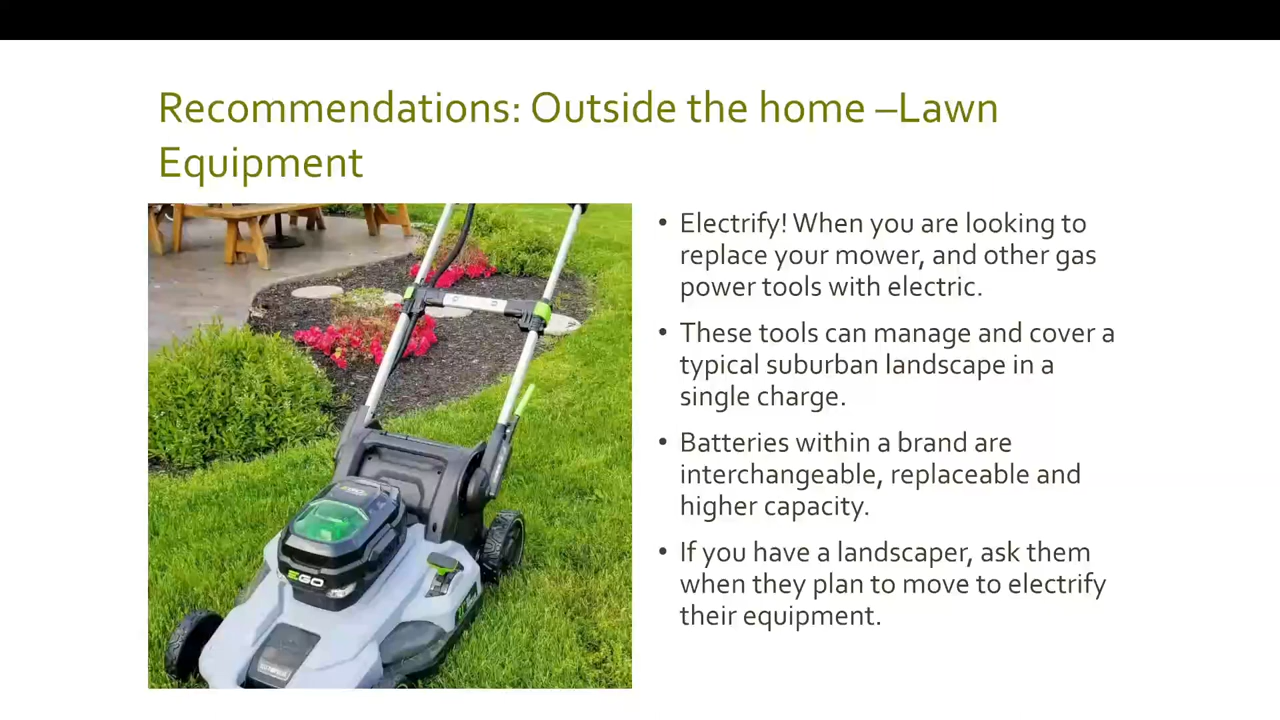 Recommendations: Outside the home –Lawn
Equipment
• Electrify! When you are looking to
replace your mower, and other gas
power tools with electric.
• These tools can manage and cover a
typical suburban landscape in a
single charge.
• Batteries within a brand are
interchangeable, replaceable and
higher capacity.
• If you have a landscaper, ask them
when they plan to move to electrify
their equipment.
EGO